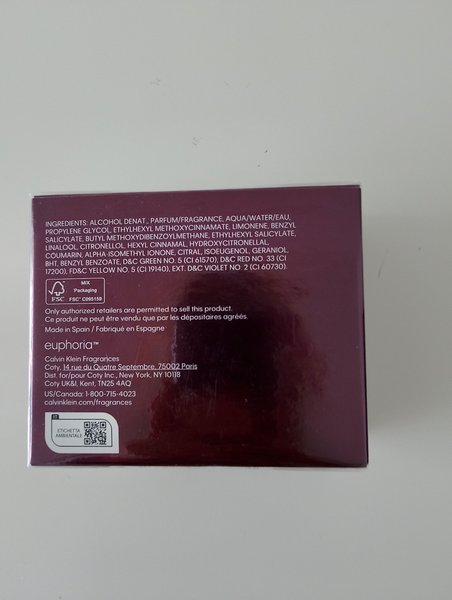 INGREDIENTS: ALCOHOL DENAT., PARFUM/FRAGRANCE, AQUA/WATER/EAU,
PROPYLENE GLYCOL, ETHYLHEXYL METHOXYCINNAMATE, LIMONENE, BENZYL
SALICYLATE, BUTYL METHOXYDIBENZOYLMETHANE, ETHYLHEXYL SALICYLATE,
LINALOOL, CITRONELLOL, HEXYL CINNAMAL, HYDROXYCITRONELLAL,
COUMARIN, ALPHA-ISOMETHYL IONONE, CITRAL, ISOEUGENOL, GERANIOL,
BHT, BENZYL BENZOATE, D&C GREEN NO. 5 (CI 61570), D&C RED NO. 33 (CI
17200), FD&C YELLOW NO. 5 (CI 19140), EXT. D&C VIOLET NO. 2 (CI 60730).
FSC
MIX
Packaging
FSC® C095159
Only authorized retailers are permitted to sell this product.
Ce produit ne peut être vendu que par les dépositaires agréés.
Made in Spain / Fabriqué en Espagne
euphoria™
Calvin Klein Fragrances
Coty, 14 rue du Quatre Septembre, 75002 Paris
Dist. for/pour Coty Inc., New York, NY 10118
Coty UK&I, Kent, TN25 4AQ
US/Canada: 1-800-715-4023
calvinklein.com/fragrances
ETICHETTA
AMBIENTALE